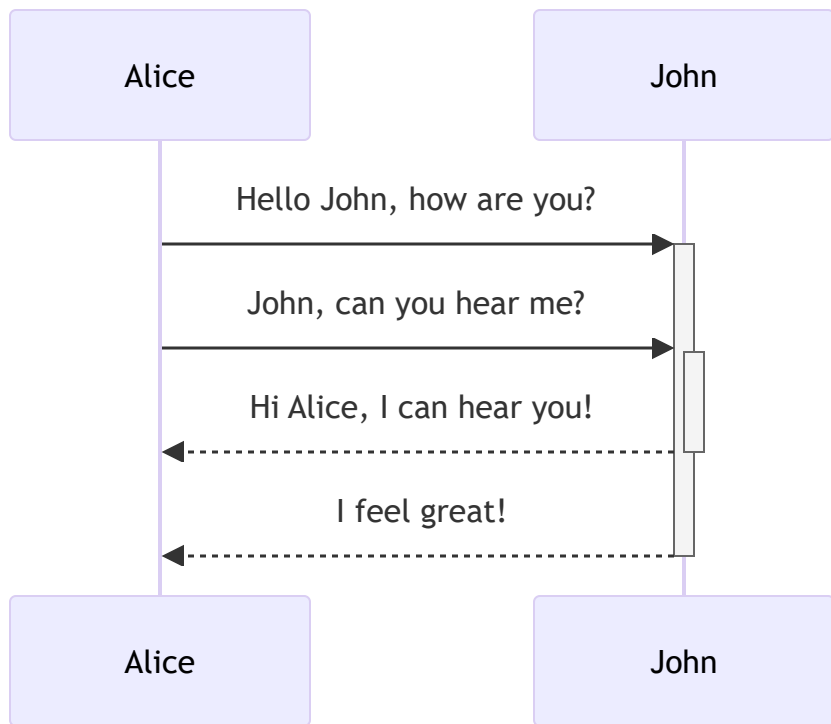 Alice
John
Hello John, how are you?
John, can you hear me?
Hi Alice, I can hear you!
I feel great!
Alice
John